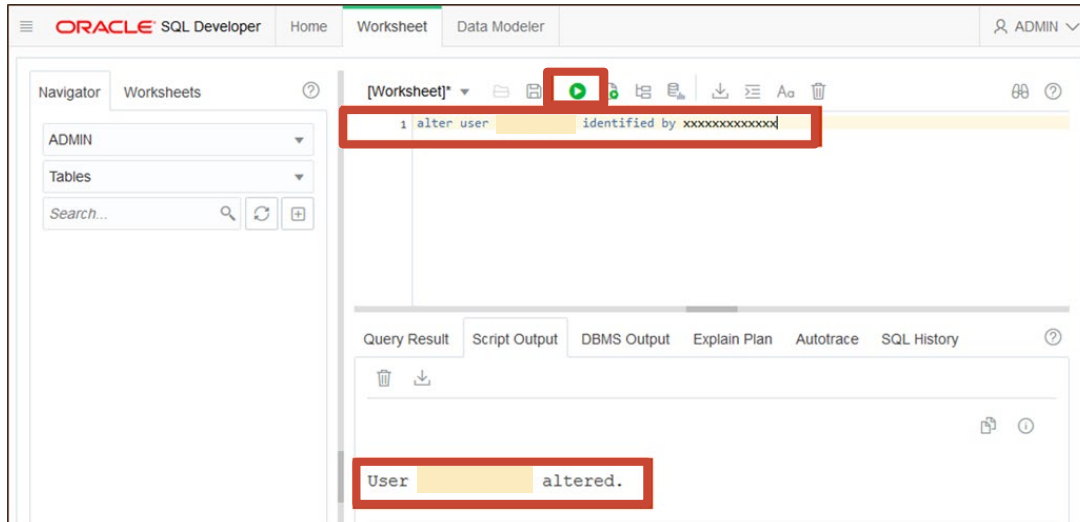 ORACLE SQL Developer Home Worksheet Data Modeler ADMIN
Navigator Worksheets
[Worksheet]* Aa
ADMIN
Tables
Search...
1 alter user identified by xxxxxxxxxxxxx
Query Result Script Output DBMS Output Explain Plan Autotrace SQL History
User altered.